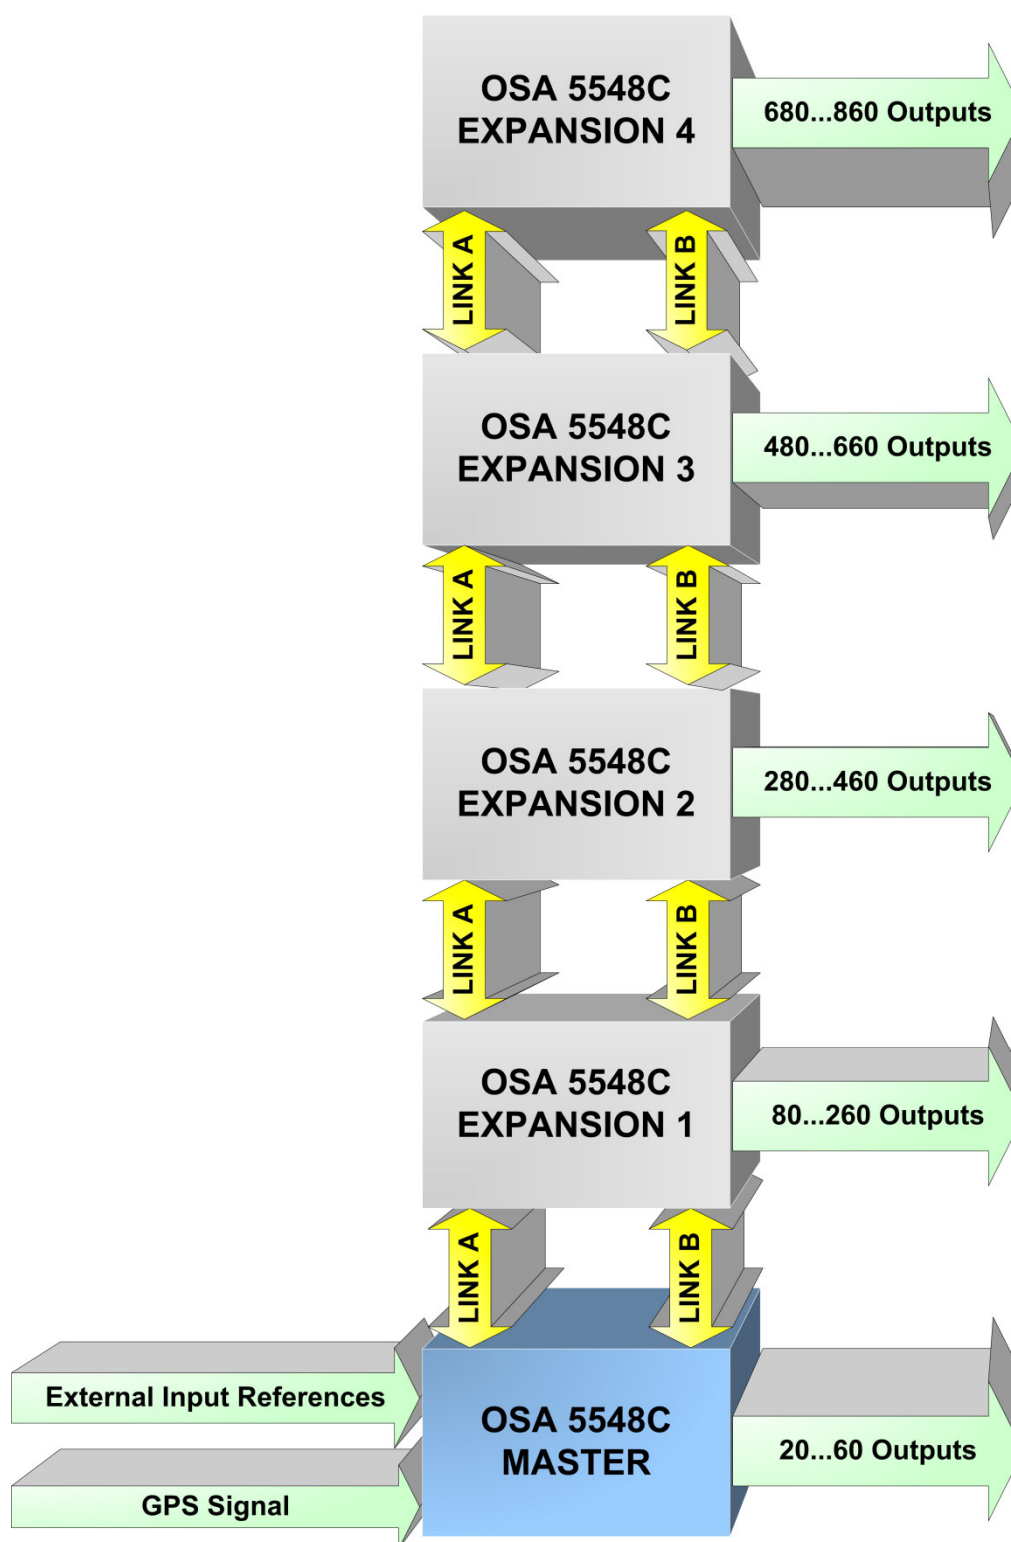 OSA 5548C
EXPANSION 4
680...860 Outputs
LINK A
LINK B
OSA 5548C
EXPANSION 3
480...660 Outputs
LINK A
LINK B
OSA 5548C
EXPANSION 2
280...460 Outputs
LINK A
LINK B
OSA 5548C
EXPANSION 1
80...260 Outputs
LINK A
LINK B
External Input References
GPS Signal
OSA 5548C
MASTER
20...60 Outputs